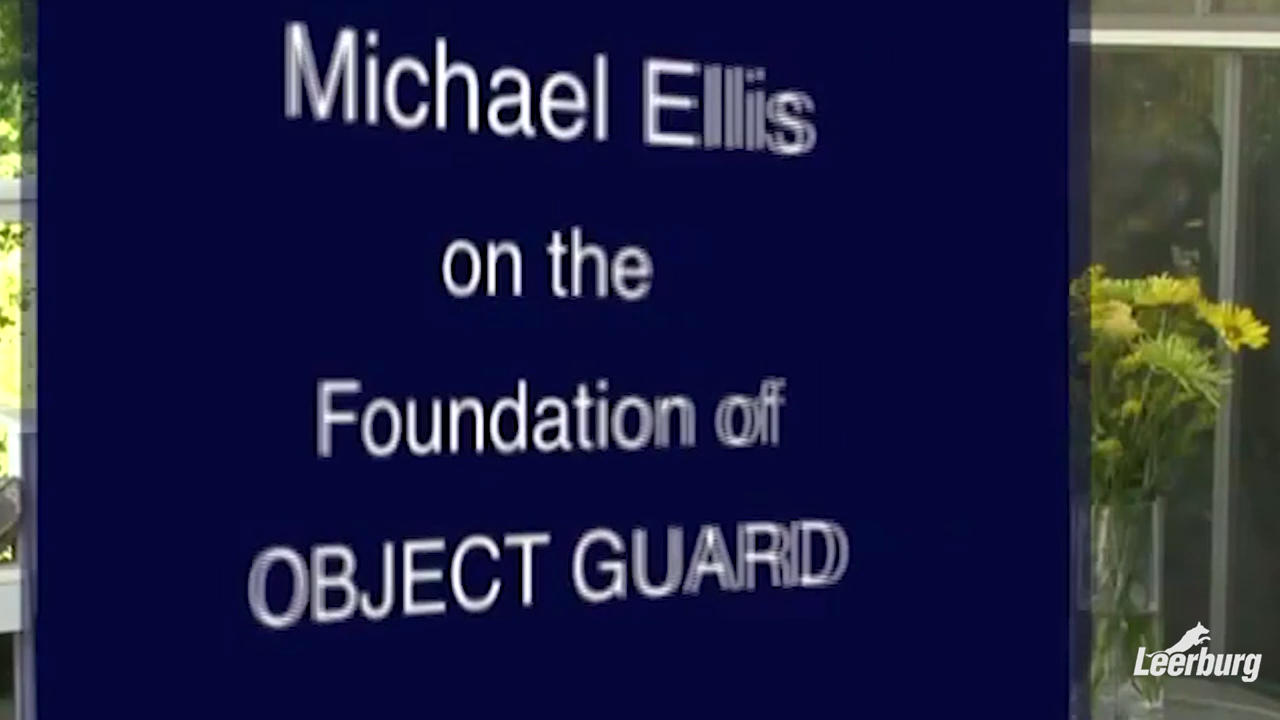 Michael Ellis
on the
Foundation of
OBJECT GUARD
Leerburg